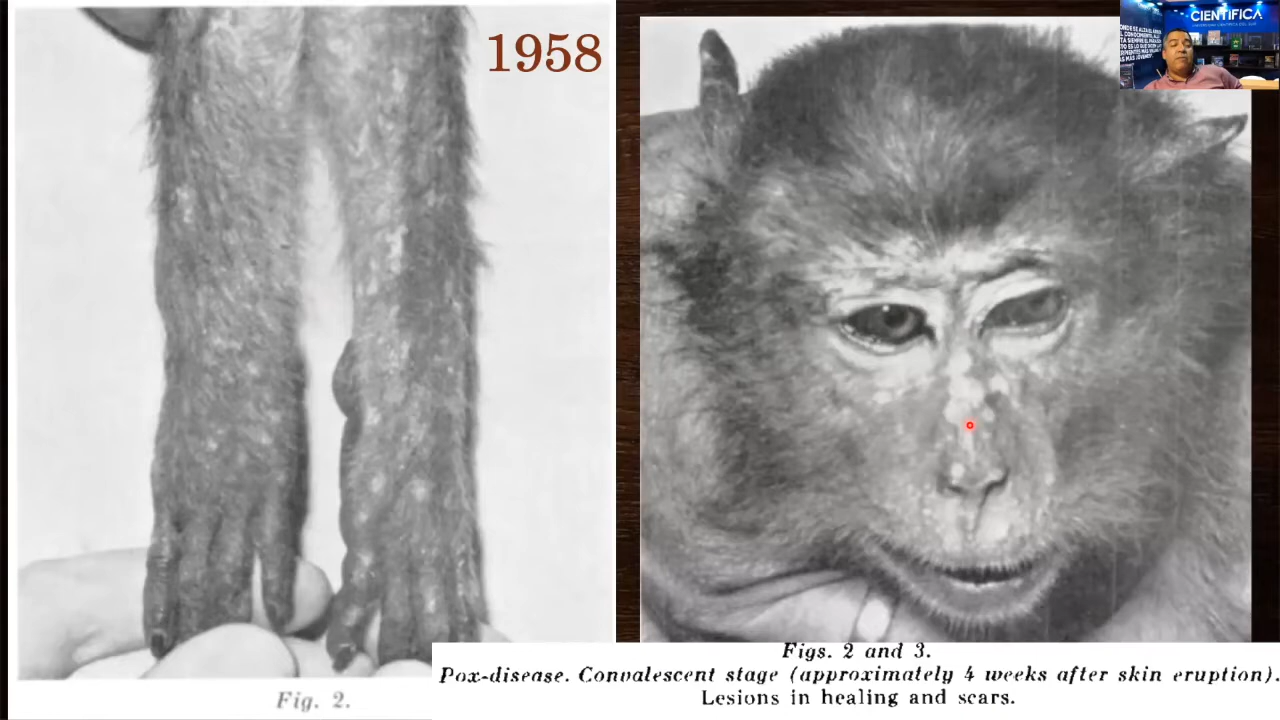 1958
CIENTÍFICA
Fig. 2.
Figs. 2 and 3.
Pox-disease. Convalescent stage (approximately 4 weeks after skin eruption).
Lesions in healing and scars.